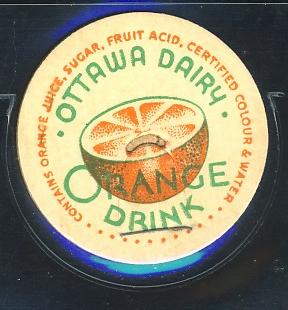 · CONTAINS ORANGE JUICE, SUGAR, FRUIT ACID, CERTIFIED COLOUR & WATER ·
· OTTAWA DAIRY ·
ORANGE
DRINK